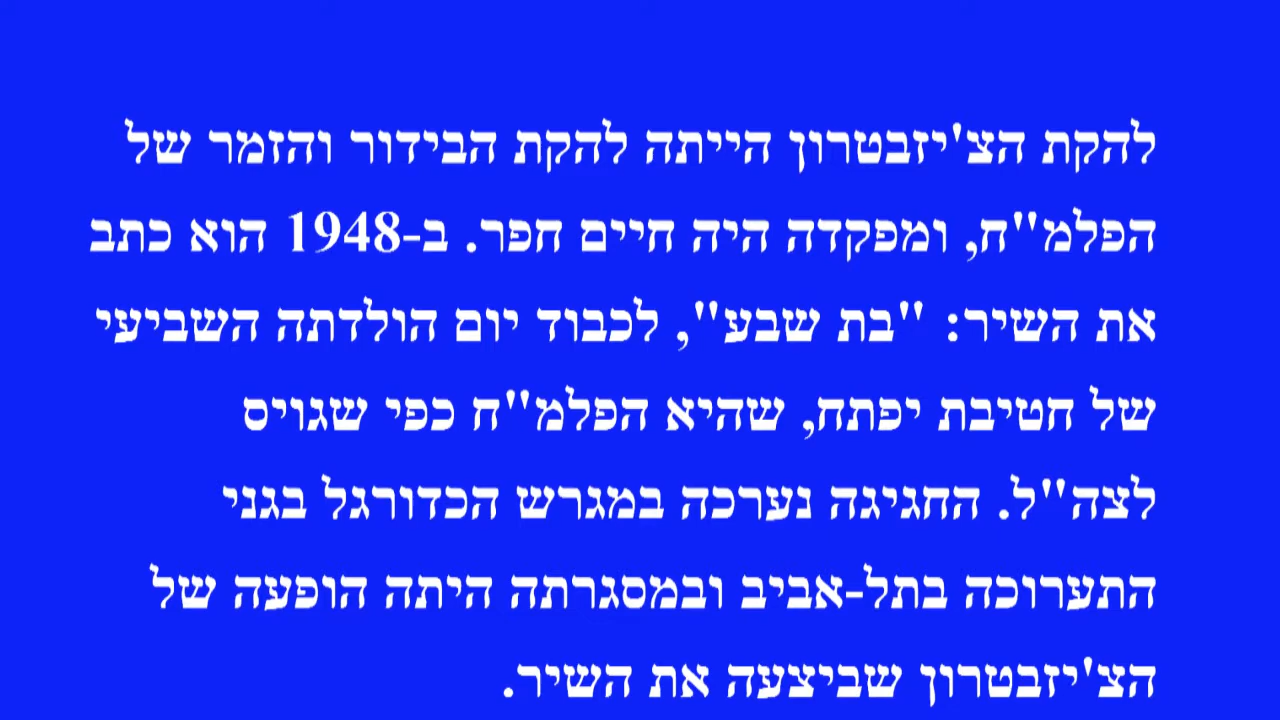 להקת הצ'יזבטרון הייתה להקת הבידור והזמר של
הפלמ"ח, ומפקדה היה חיים חפר. ב-1948 הוא כתב
את השיר: "בת שבע", לכבוד יום הולדתה השביעי
של חטיבת יפתח, שהיא הפלמ"ח כפי שגויס
לצה"ל. החגיגה נערכה במגרש הכדורגל בגני
התערוכה בתל-אביב ובמסגרתה היתה הופעה של
הצ'יזבטרון שביצעה את השיר.